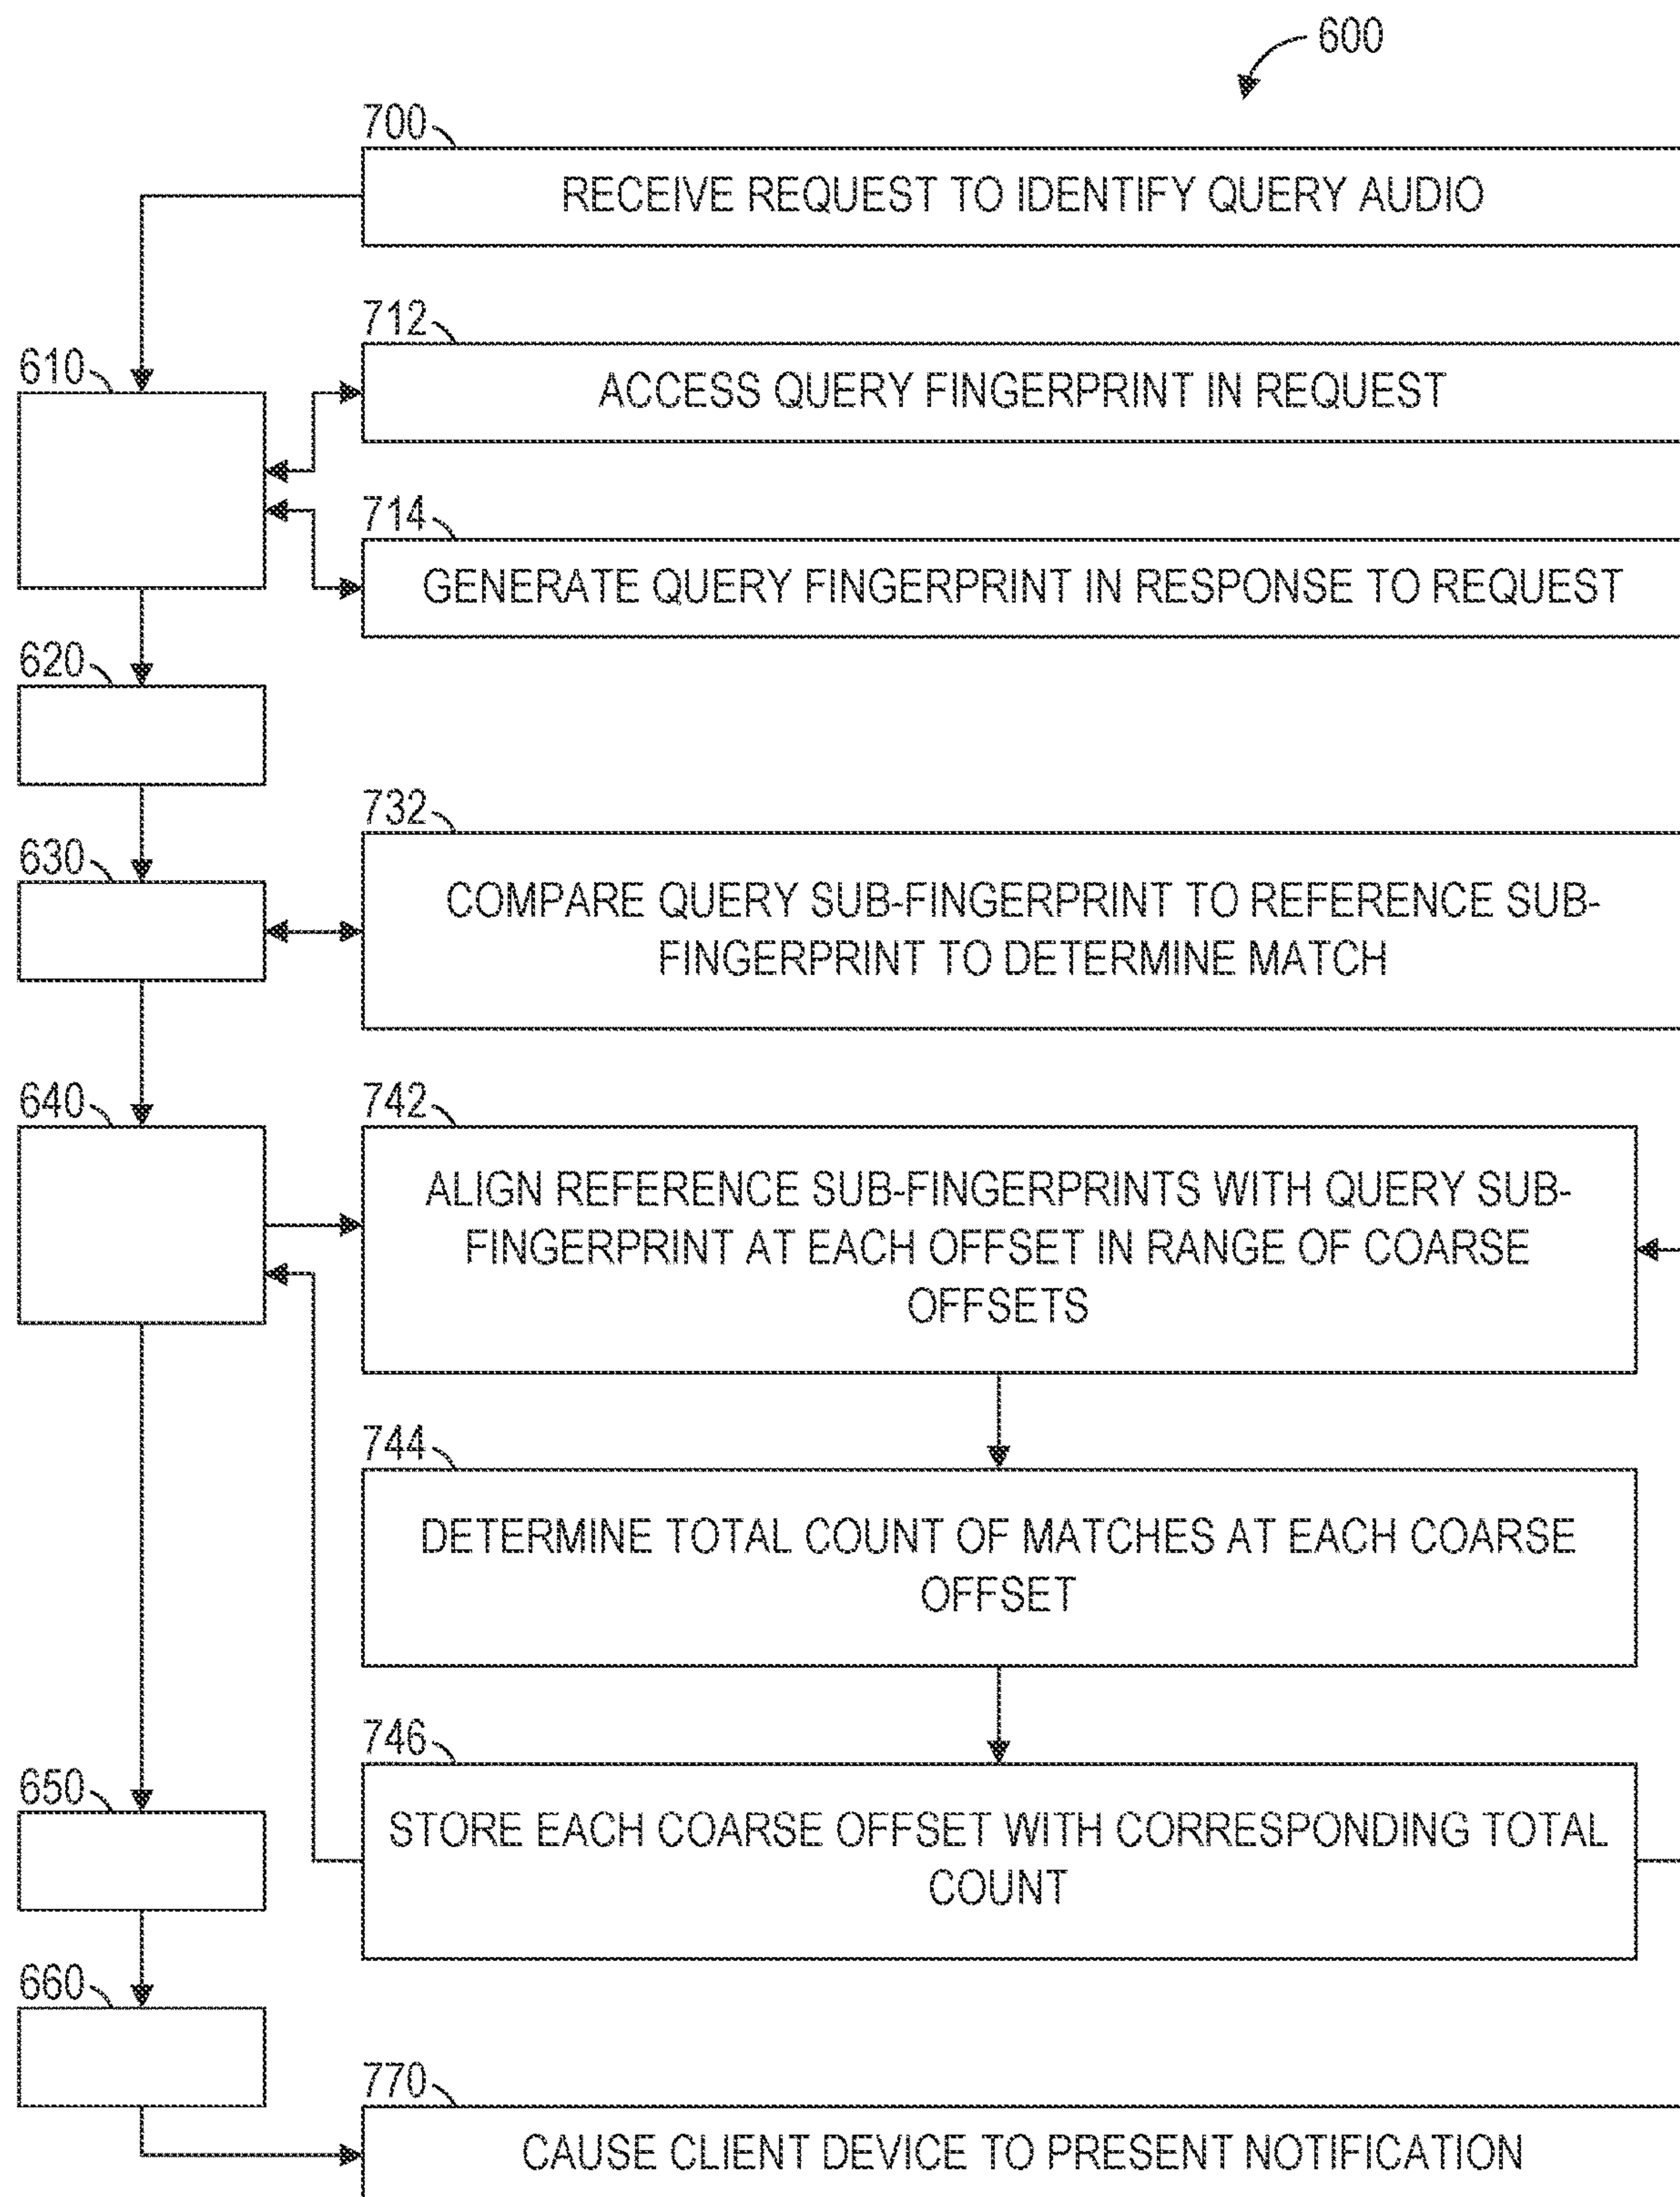 600
700
RECEIVE REQUEST TO IDENTIFY QUERY AUDIO
712
610
ACCESS QUERY FINGERPRINT IN REQUEST
714
GENERATE QUERY FINGERPRINT IN RESPONSE TO REQUEST
620
732
630
COMPARE QUERY SUB-FINGERPRINT TO REFERENCE SUB-
FINGERPRINT TO DETERMINE MATCH
640
742
ALIGN REFERENCE SUB-FINGERPRINTS WITH QUERY SUB-
FINGERPRINT AT EACH OFFSET IN RANGE OF COARSE
OFFSETS
744
DETERMINE TOTAL COUNT OF MATCHES AT EACH COARSE
OFFSET
746
650
STORE EACH COARSE OFFSET WITH CORRESPONDING TOTAL
COUNT
660
770
CAUSE CLIENT DEVICE TO PRESENT NOTIFICATION